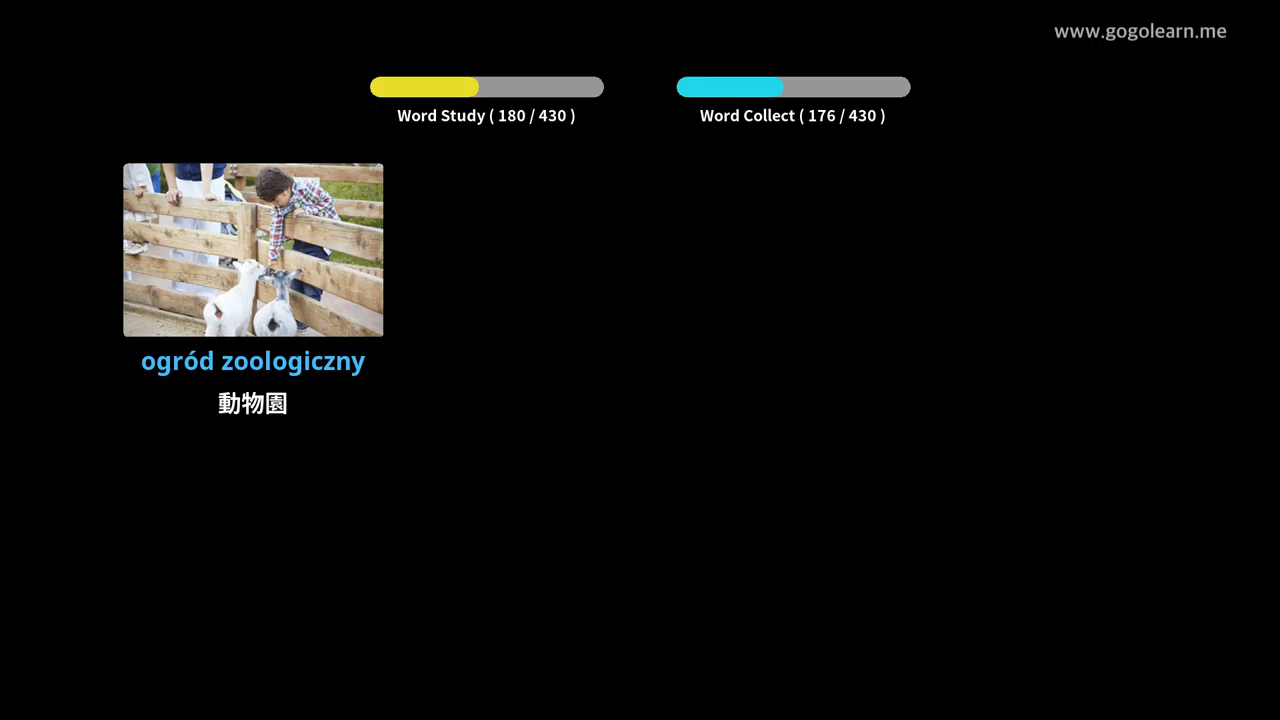 www.gogolearn.me
Word Study ( 180 / 430 )
Word Collect ( 176 / 430 )
ogród zoologiczny
動物園